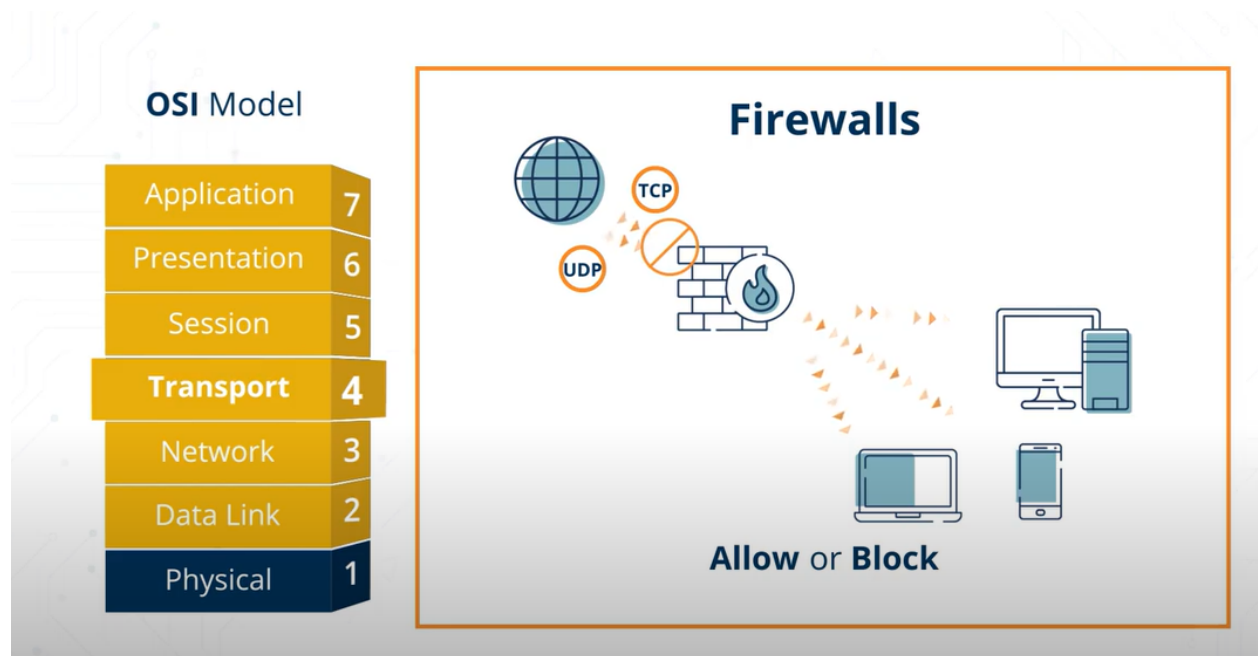 OSI Model
Application 7
Presentation 6
Session 5
Transport 4
Network 3
Data Link 2
Physical 1
Firewalls
TCP
UDP
Allow or Block